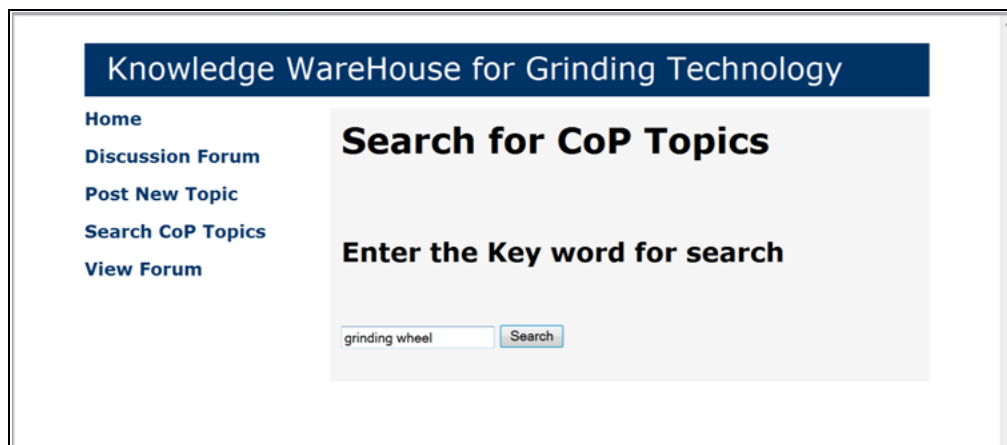 Knowledge WareHouse for Grinding Technology
Home
Discussion Forum
Post New Topic
Search CoP Topics
View Forum
Search for CoP Topics
Enter the Key word for search
grinding wheel Search